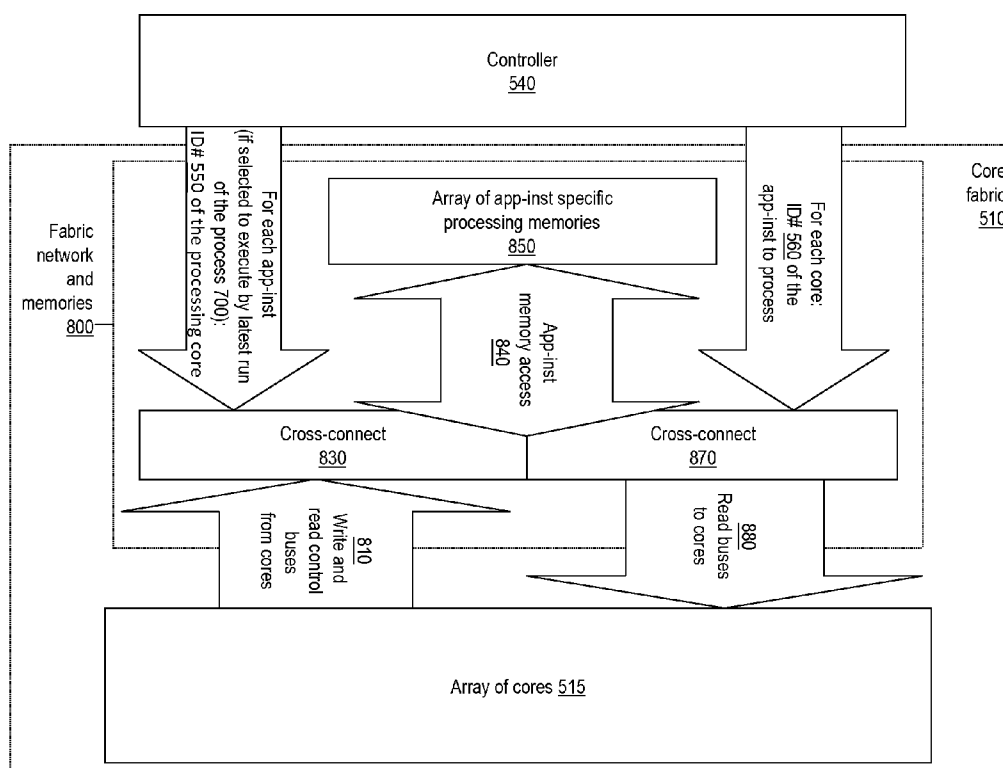 Controller
540
For each app-inst
(if selected to execute by latest run
of the process 700):
ID# 550 of the processing core
For each core:
ID# 560 of the
app-inst to process
Core
fabric
510
Array of app-inst specific
processing memories
850
Fabric
network
and
memories
800
App-inst
memory access
840
Cross-connect
830
Cross-connect
870
810
Write and
read control
buses
from cores
880
Read buses
to cores
Array of cores 515